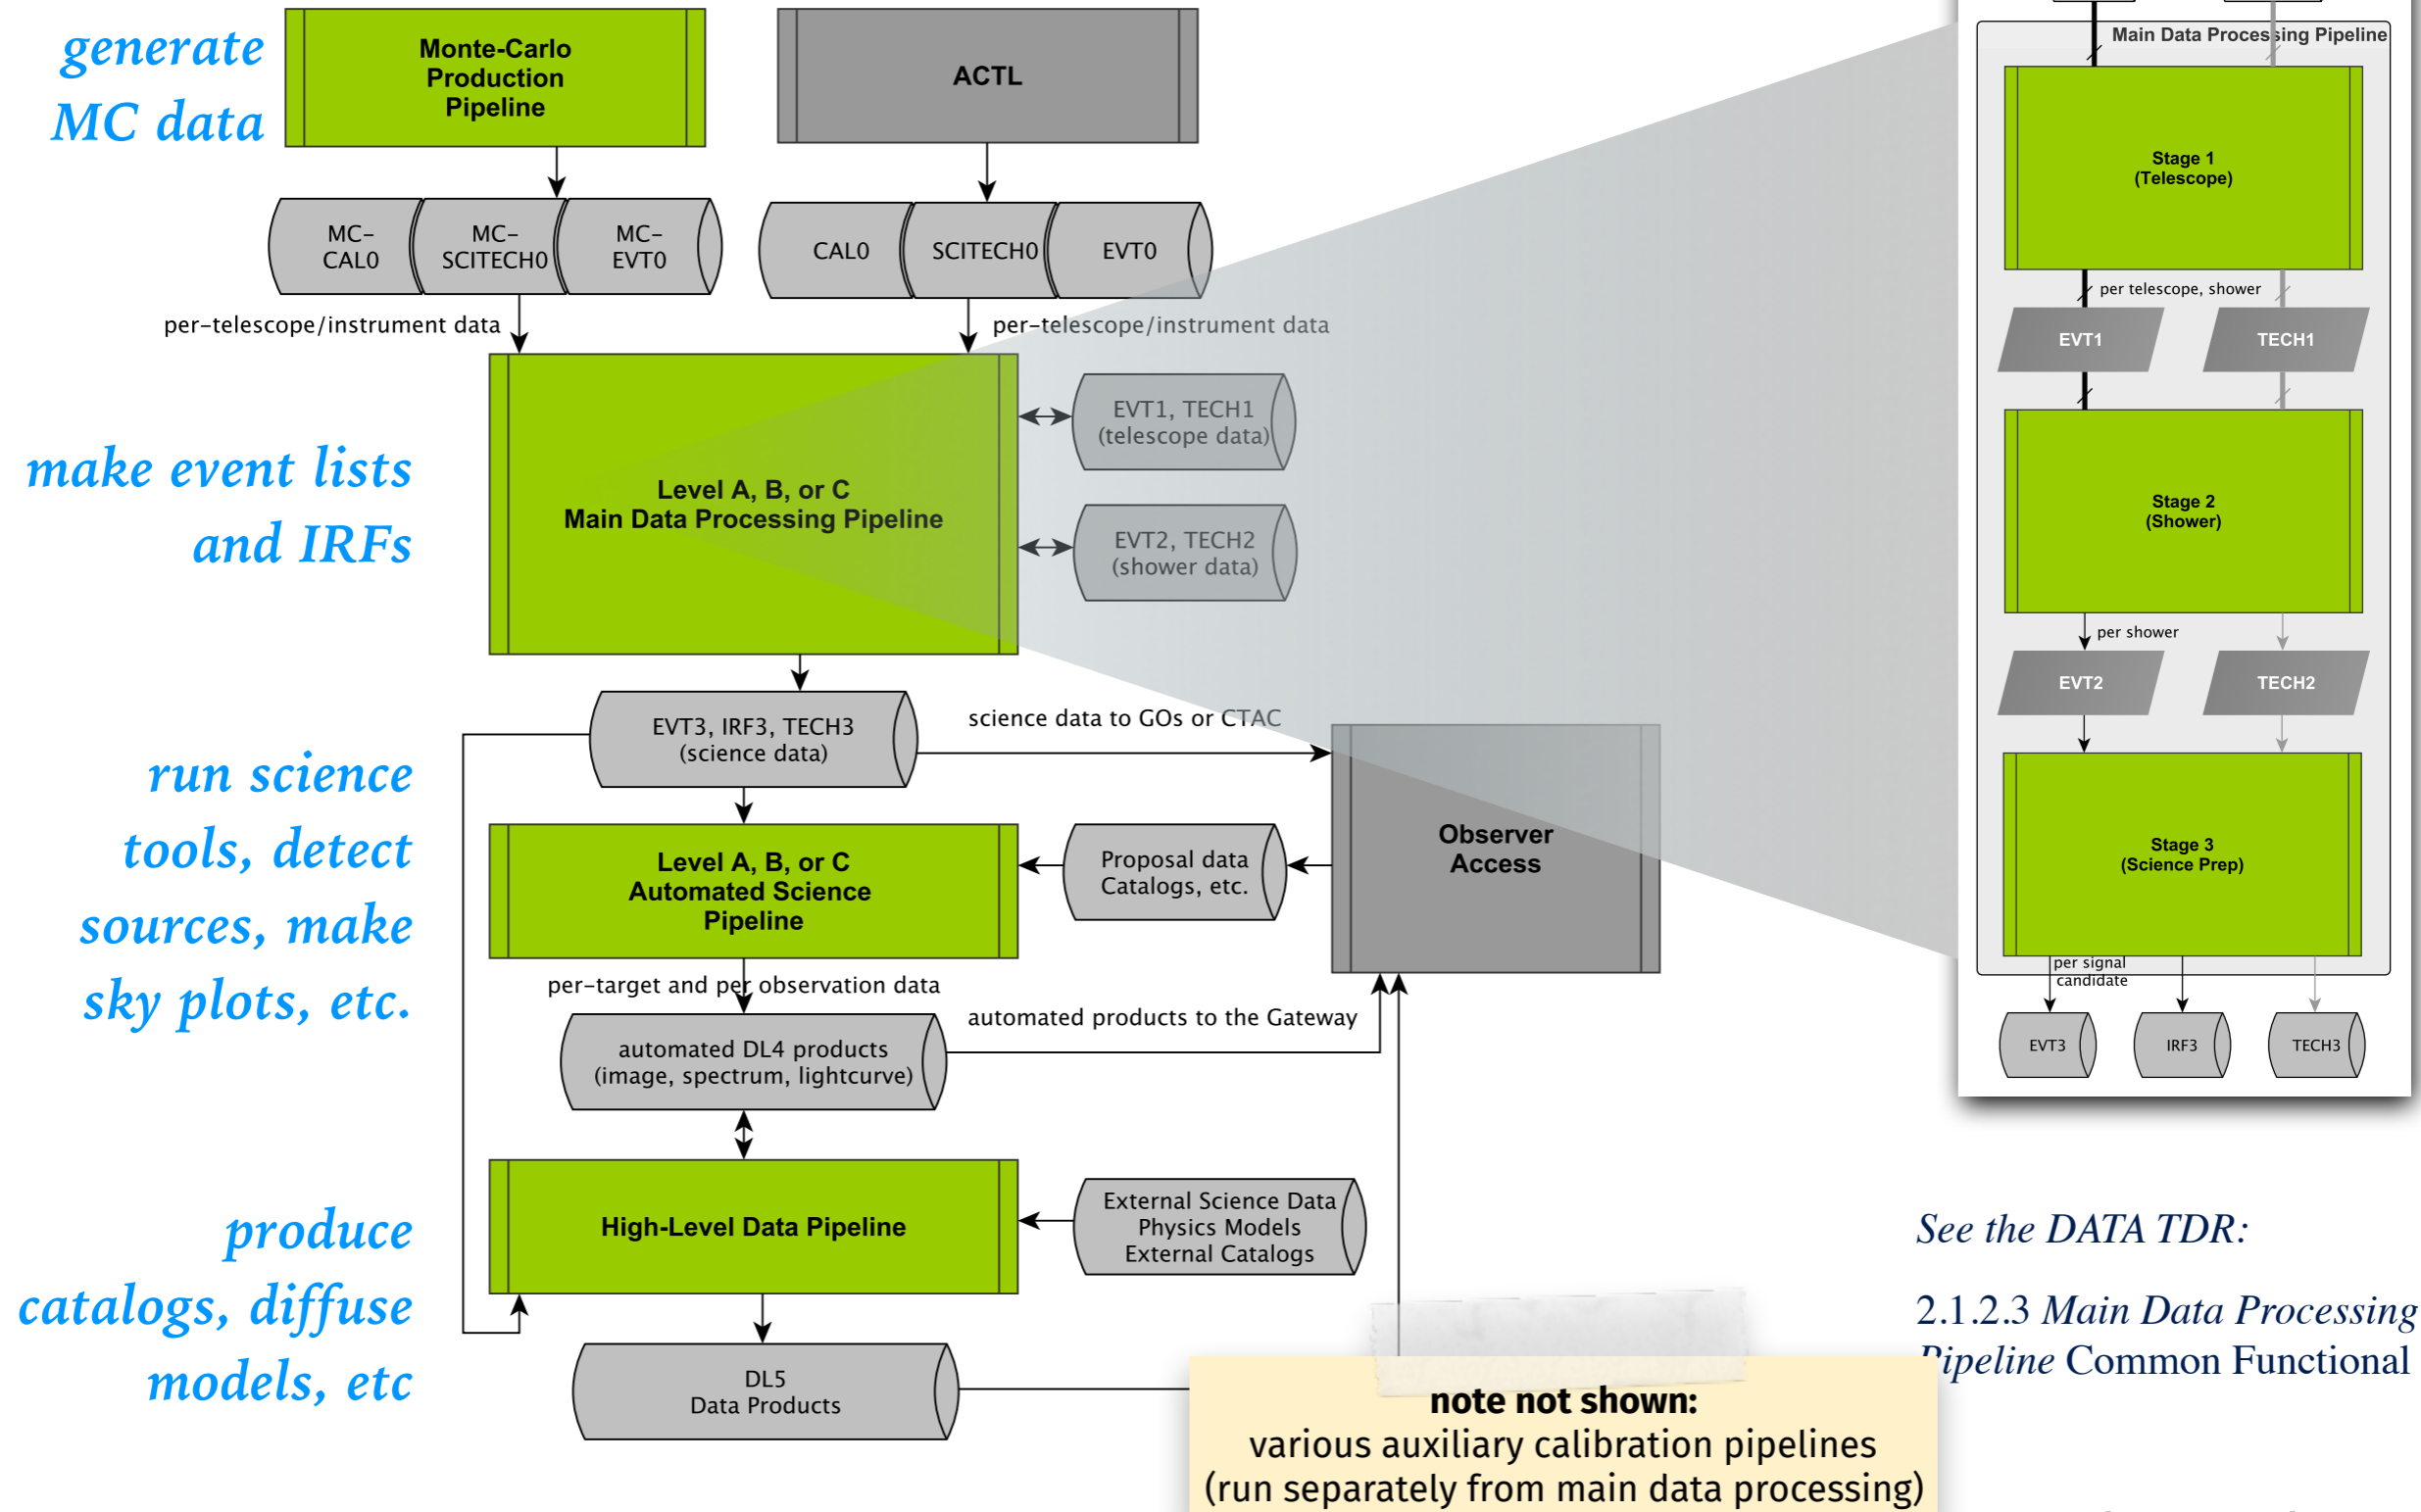 generate
MC data
Monte-Carlo
Production
Pipeline
ACTL
MC-
CAL0
MC-
SCITECH0
MC-
EVT0
CAL0
SCITECH0
EVT0
per-telescope/instrument data
per-telescope/instrument data
make event lists
and IRFs
Level A, B, or C
Main Data Processing Pipeline
EVT1, TECH1
(telescope data)
EVT2, TECH2
(shower data)
EVT3, IRF3, TECH3
(science data)
science data to GOs or CTAC
run science
tools, detect
sources, make
sky plots, etc.
Level A, B, or C
Automated Science
Pipeline
Proposal data
Catalogs, etc.
Observer
Access
per-target and per observation data
automated products to the Gateway
automated DL4 products
(image, spectrum, lightcurve)
produce
catalogs, diffuse
models, etc
High-Level Data Pipeline
External Science Data
Physics Models
External Catalogs
DL5
Data Products
Main Data Processing Pipeline
Stage 1
(Telescope)
per telescope, shower
EVT1
TECH1
Stage 2
(Shower)
per shower
EVT2
TECH2
Stage 3
(Science Prep)
per signal
candidate
EVT3
IRF3
TECH3
See the DATA TDR:
2.1.2.3 Main Data Processing
Pipeline Common Functional
note not shown:
various auxiliary calibration pipelines
(run separately from main data processing)